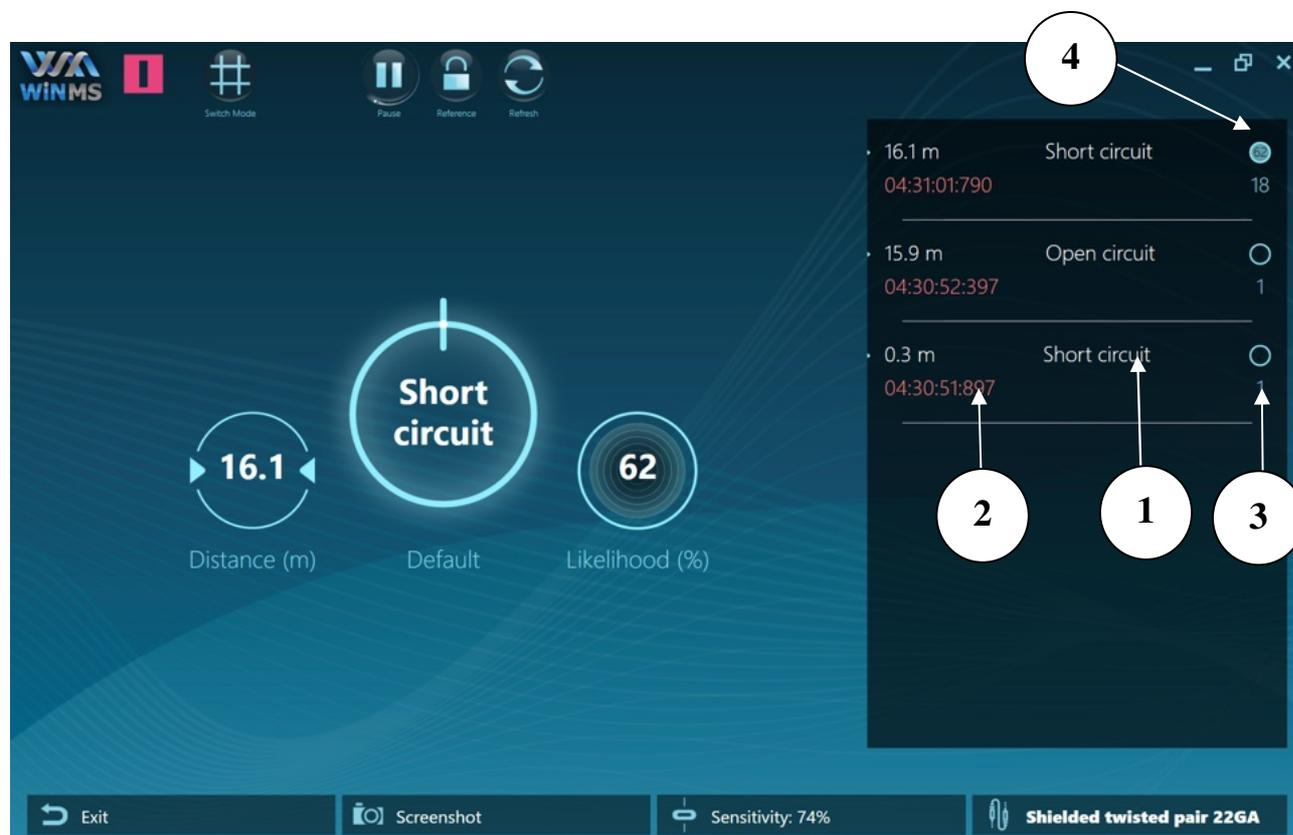 4
WM
WiNMS
Switch Mode
Pause
Reference
Refresh
16.1 m Short circuit 62
04:31:01:790 18
15.9 m Open circuit
04:30:52:397 1
0.3 m Short circuit
04:30:51:897 1
Short
circuit
16.1
62
2
1
3
Distance (m)
Default
Likelihood (%)
Exit
Screenshot
Sensitivity: 74%
Shielded twisted pair 22GA